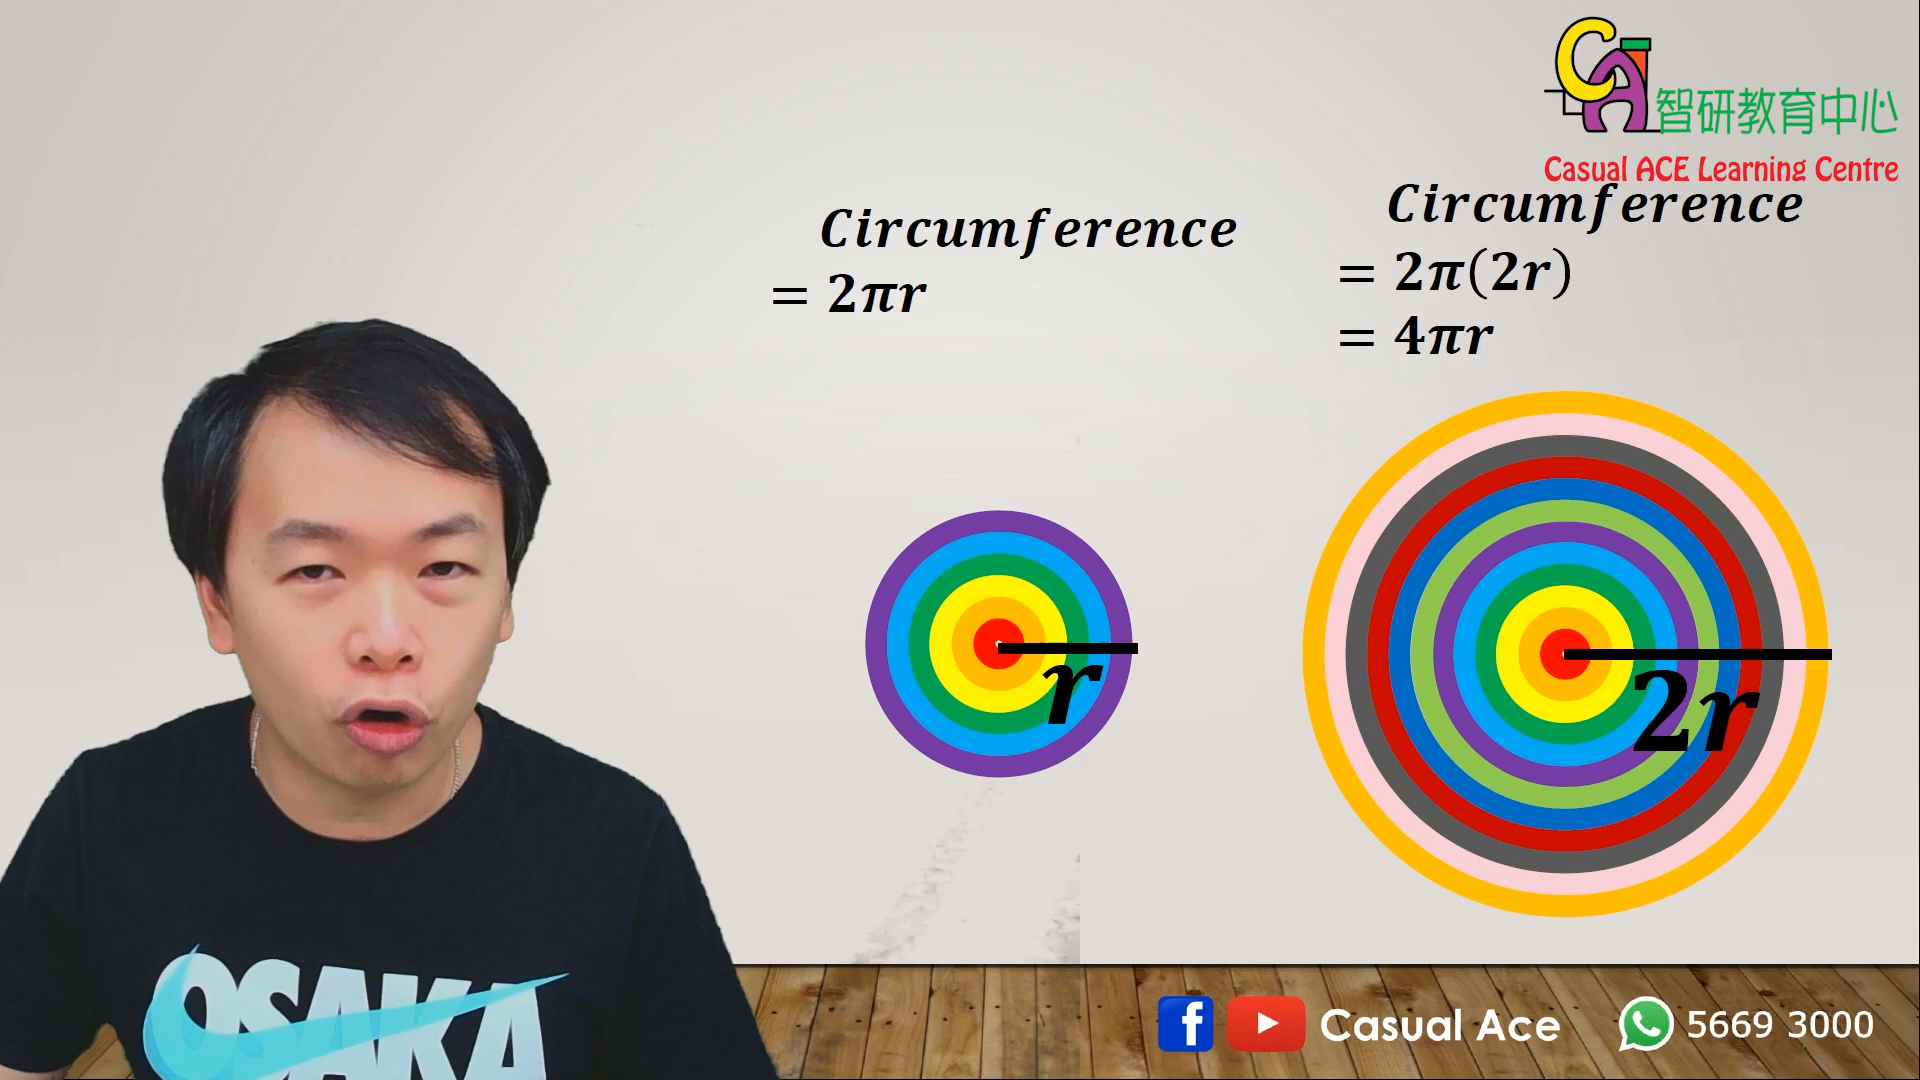 CA
智研教育中心
Casual ACE Learning Centre
Circumference
= 2πr
Circumference
= 2π(2r)
= 4πr
r
2r
OSAKA
f
Casual Ace
5669 3000